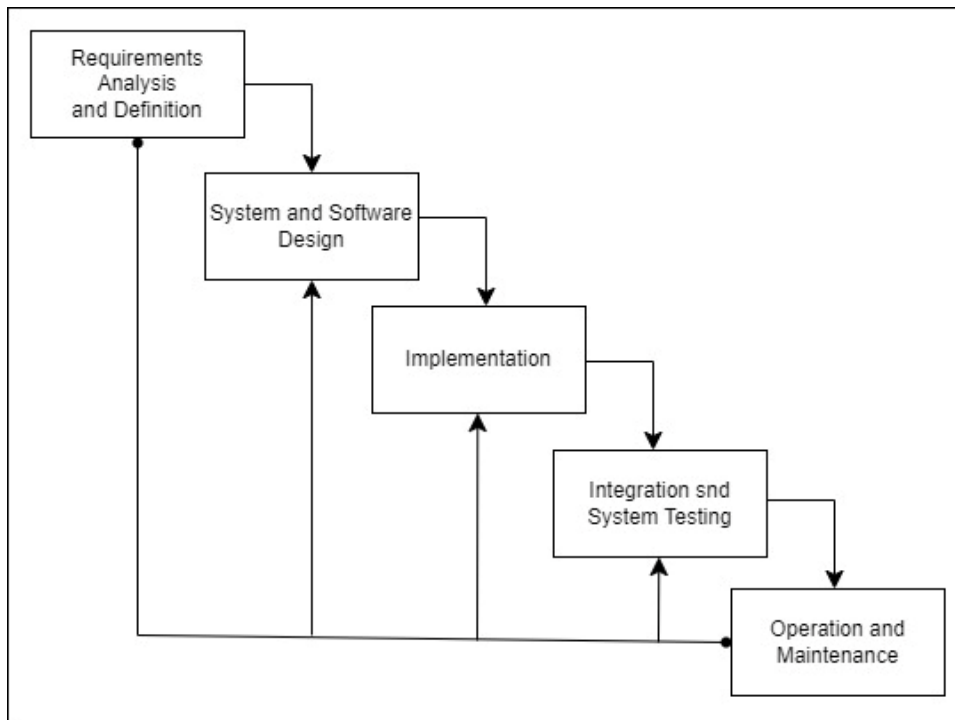 Requirements
Analysis
and Definition
System and Software
Design
Implementation
Integration snd
System Testing
Operation and
Maintenance